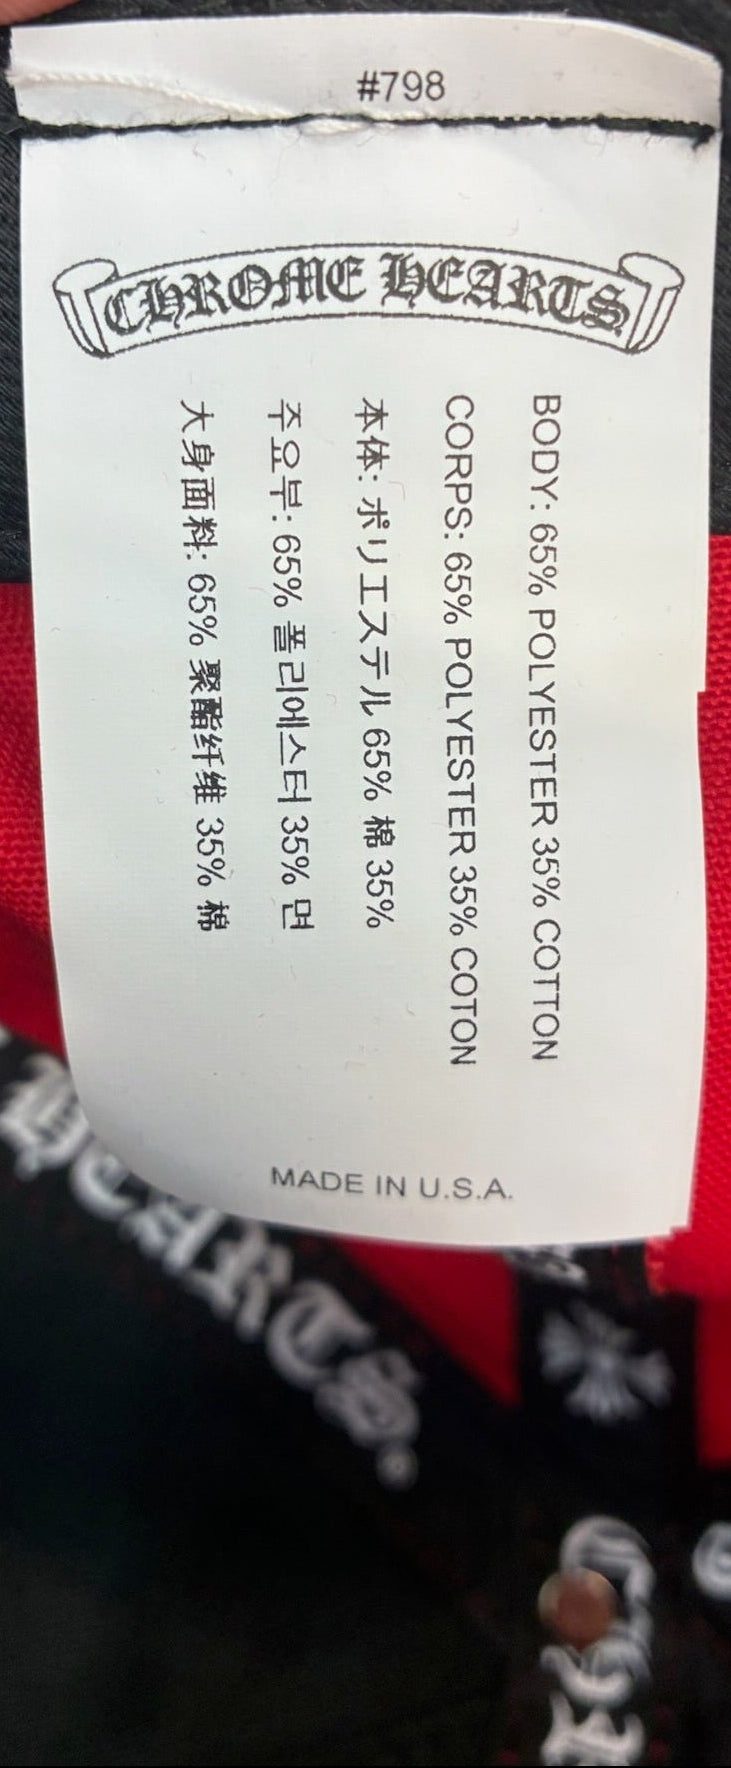 #798
CHROME HEARTS
BODY: 65% POLYESTER 35% COTTON
CORPS: 65% POLYESTER 35% COTON
本体: ポリエステル 65% 棉 35%
주요부: 65% 폴리에스터 35% 면
大身面料: 65% 聚酯纤维 35% 棉
MADE IN U.S.A.
HEARTS